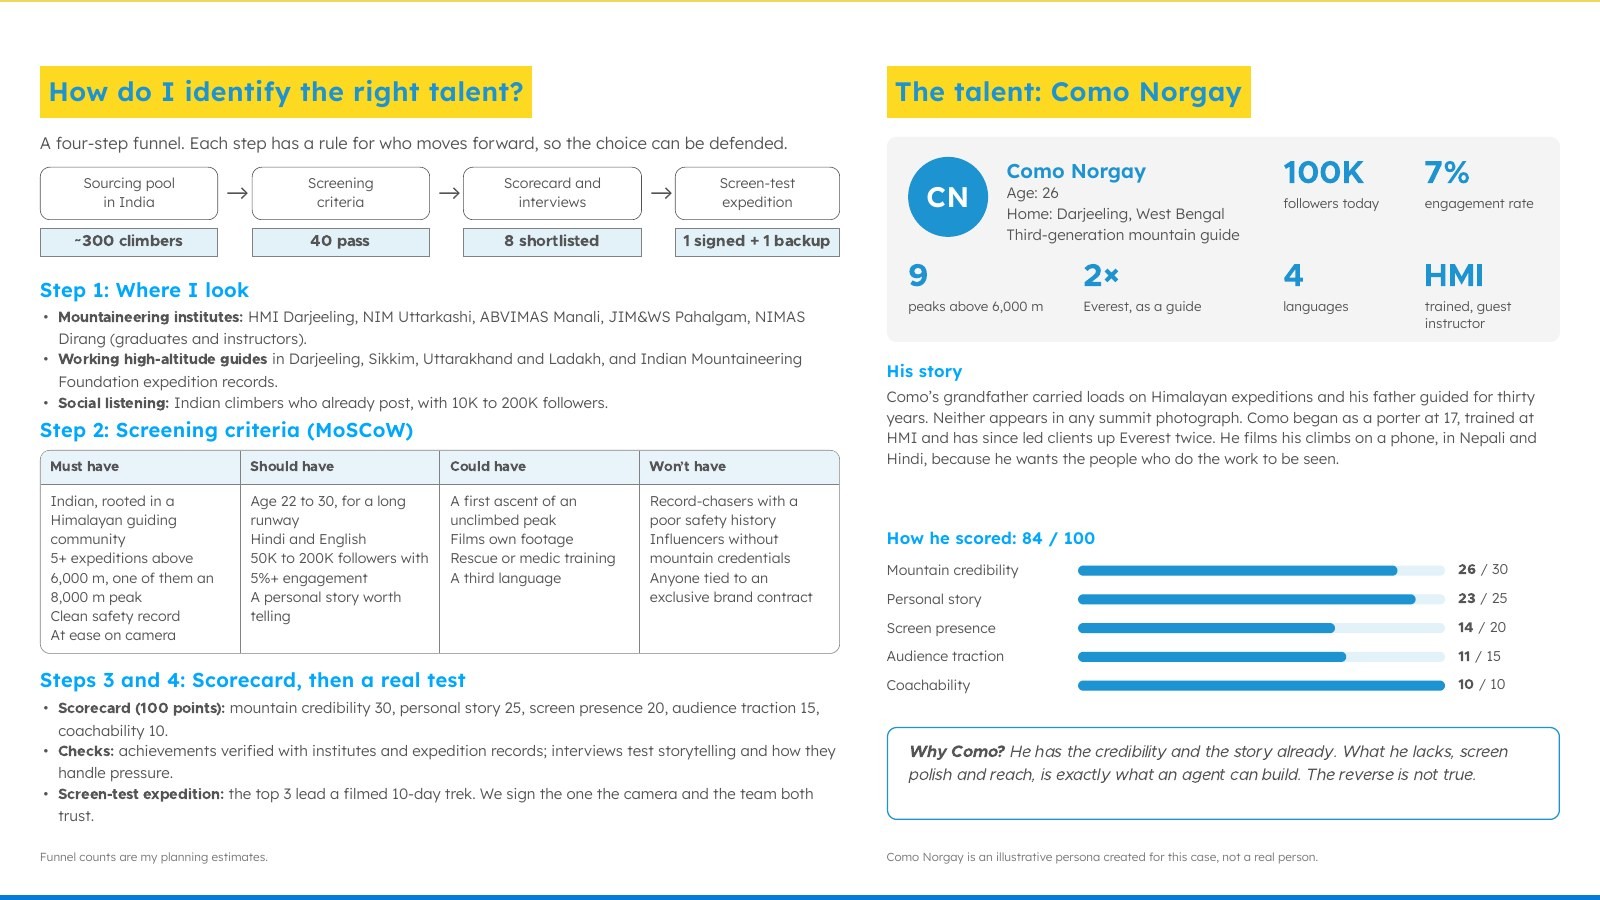 How do I identify the right talent?
A four-step funnel. Each step has a rule for who moves forward, so the choice can be defended.
Sourcing pool
in India
→
Screening
criteria
→
Scorecard and
interviews
→
Screen-test
expedition
~300 climbers
40 pass
8 shortlisted
1 signed + 1 backup
Step 1: Where I look
• Mountaineering institutes: HMI Darjeeling, NIM Uttarkashi, ABVIMAS Manali, JIM&WS Pahalgam, NIMAS
Dirang (graduates and instructors).
• Working high-altitude guides in Darjeeling, Sikkim, Uttarakhand and Ladakh, and Indian Mountaineering
Foundation expedition records.
• Social listening: Indian climbers who already post, with 10K to 200K followers.
Step 2: Screening criteria (MoSCoW)
Must have
Should have
Could have
Won't have
Indian, rooted in a
Himalayan guiding
community
5+ expeditions above
6,000 m, one of them an
8,000 m peak
Clean safety record
At ease on camera
Age 22 to 30, for a long
runway
Hindi and English
50K to 200K followers with
5%+ engagement
A personal story worth
telling
A first ascent of an
unclimbed peak
Films own footage
Rescue or medic training
A third language
Record-chasers with a
poor safety history
Influencers without
mountain credentials
Anyone tied to an
exclusive brand contract
Steps 3 and 4: Scorecard, then a real test
• Scorecard (100 points): mountain credibility 30, personal story 25, screen presence 20, audience traction 15,
coachability 10.
• Checks: achievements verified with institutes and expedition records; interviews test storytelling and how they
handle pressure.
• Screen-test expedition: the top 3 lead a filmed 10-day trek. We sign the one the camera and the team both
trust.
Funnel counts are my planning estimates.
The talent: Como Norgay
CN
Como Norgay
Age: 26
Home: Darjeeling, West Bengal
Third-generation mountain guide
100K
followers today
7%
engagement rate
9
peaks above 6,000 m
2×
Everest, as a guide
4
languages
HMI
trained, guest
instructor
His story
Como’s grandfather carried loads on Himalayan expeditions and his father guided for thirty
years. Neither appears in any summit photograph. Como began as a porter at 17, trained at
HMI and has since led clients up Everest twice. He films his climbs on a phone, in Nepali and
Hindi, because he wants the people who do the work to be seen.
How he scored: 84 / 100
Mountain credibility 26 / 30
Personal story 23 / 25
Screen presence 14 / 20
Audience traction 11 / 15
Coachability 10 / 10
Why Como? He has the credibility and the story already. What he lacks, screen
polish and reach, is exactly what an agent can build. The reverse is not true.
Como Norgay is an illustrative persona created for this case, not a real person.